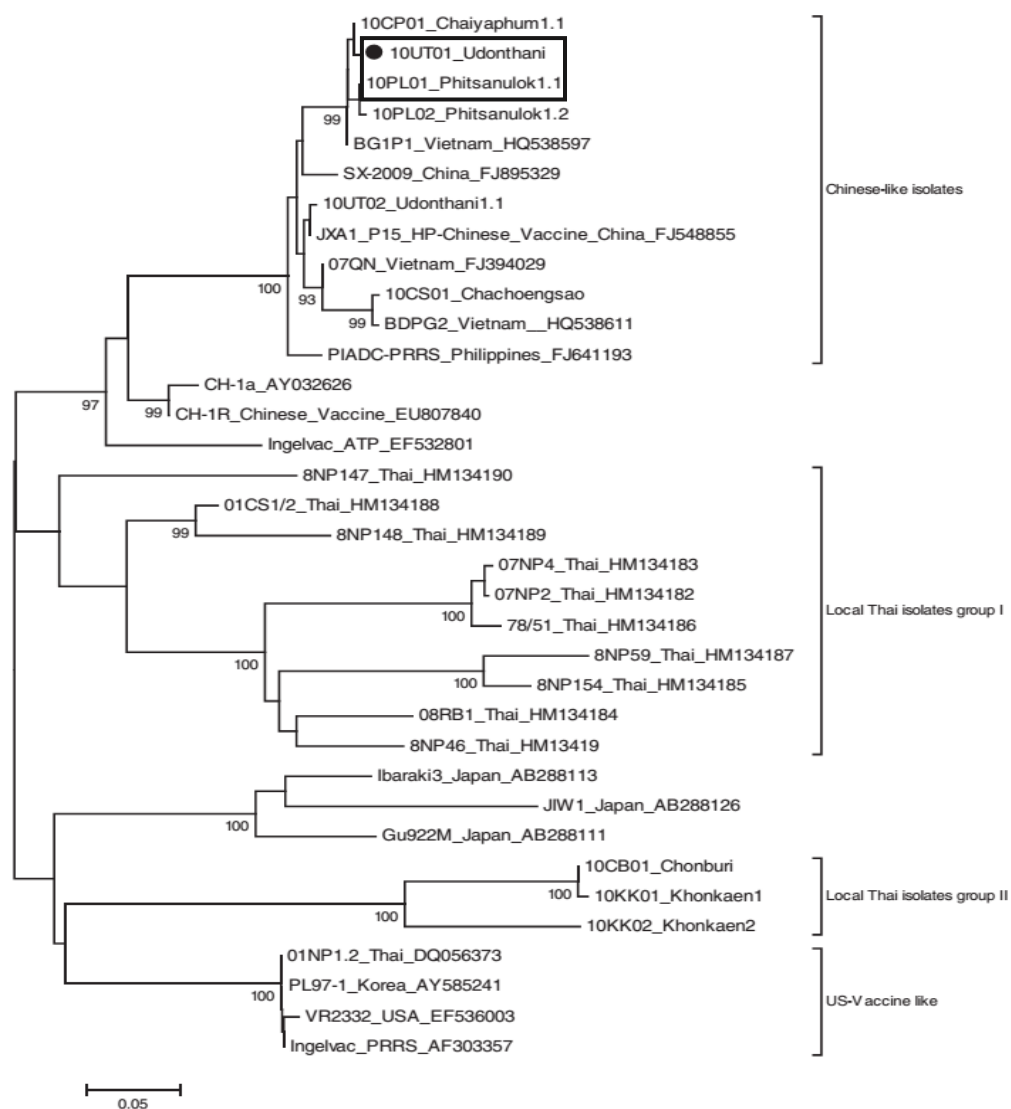 10CP01_Chaiyaphum1.1
10UT01_Udonthani
10PL01_Phitsanulok1.1
10PL02_Phitsanulok1.2
99
BG1P1_Vietnam_HQ538597
SX-2009_China_FJ895329
Chinese-like isolates
10UT02_Udonthani1.1
JXA1_P15_HP-Chinese_Vaccine_China_FJ548855
07QN_Vietnam_FJ394029
100
93
10CS01_Chachoengsao
99
BDPG2_Vietnam__HQ538611
PIADC-PRRS_Philippines_FJ641193
CH-1a_AY032626
97
99
CH-1R_Chinese_Vaccine_EU807840
Ingelvac_ATP_EF532801
8NP147_Thai_HM134190
01CS1/2_Thai_HM134188
99
8NP148_Thai_HM134189
07NP4_Thai_HM134183
07NP2_Thai_HM134182
100
78/51_Thai_HM134186
Local Thai isolates group I
100
8NP59_Thai_HM134187
100
8NP154_Thai_HM134185
08RB1_Thai_HM134184
8NP46_Thai_HM13419
Ibaraki3_Japan_AB288113
JIW1_Japan_AB288126
100
Gu922M_Japan_AB288111
10CB01_Chonburi
100
10KK01_Khonkaen1
Local Thai isolates group II
100
10KK02_Khonkaen2
01NP1.2_Thai_DQ056373
PL97-1_Korea_AY585241
100
US-Vaccine like
VR2332_USA_EF536003
Ingelvac_PRRS_AF303357
0.05